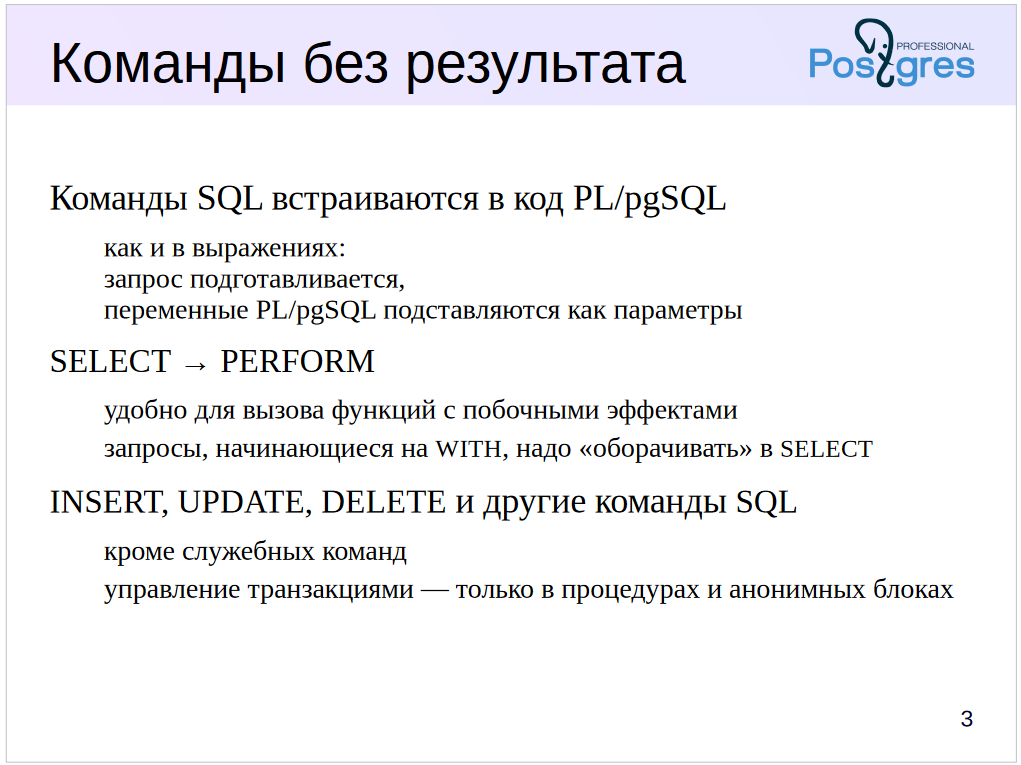 Команды без результата
PROFESSIONAL
Postgres
Команды SQL встраиваются в код PL/pgSQL
как и в выражениях:
запрос подготавливается,
переменные PL/pgSQL подставляются как параметры
SELECT → PERFORM
удобно для вызова функций с побочными эффектами
запросы, начинающиеся на WITH, надо «оборачивать» в SELECT
INSERT, UPDATE, DELETE и другие команды SQL
кроме служебных команд
управление транзакциями — только в процедурах и анонимных блоках
3